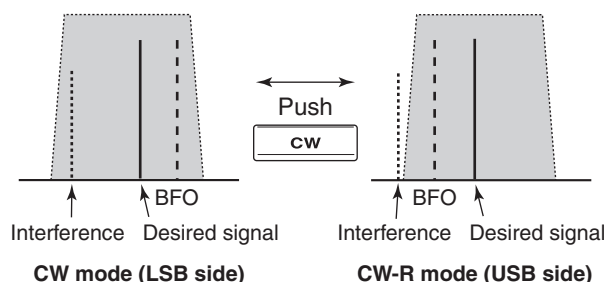 Push
CW
BFO
BFO
Interference
Desired signal
Interference
Desired signal
CW mode (LSB side)
CW-R mode (USB side)